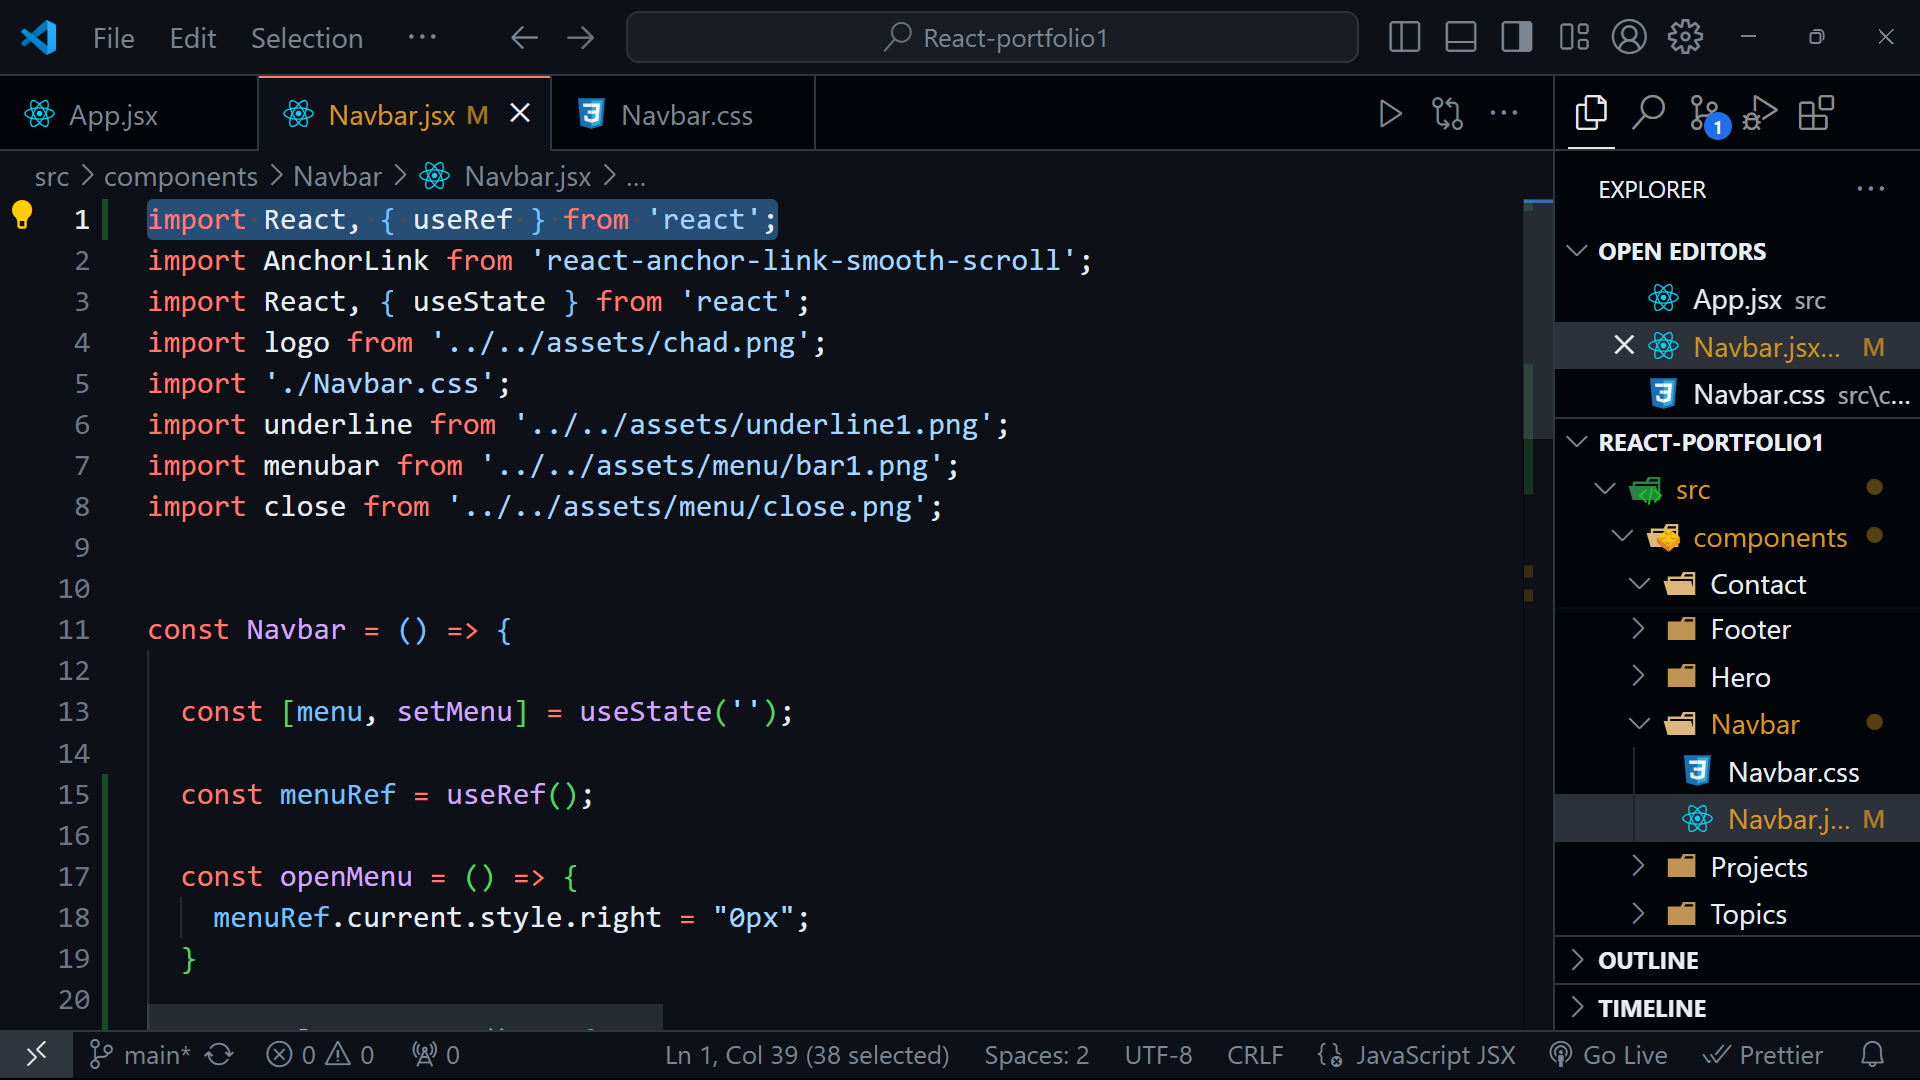 File Edit Selection ··· React-portfolio1
App.jsx Navbar.jsx M Navbar.css ···
src > components > Navbar > Navbar.jsx > ...
1 import React, { useRef } from 'react';
2 import AnchorLink from 'react-anchor-link-smooth-scroll';
3 import React, { useState } from 'react';
4 import logo from '../../assets/chad.png';
5 import './Navbar.css';
6 import underline from '../../assets/underline1.png';
7 import menubar from '../../assets/menu/bar1.png';
8 import close from '../../assets/menu/close.png';
9
10
11 const Navbar = () => {
12
13 const [menu, setMenu] = useState('');
14
15 const menuRef = useRef();
16
17 const openMenu = () => {
18 menuRef.current.style.right = "0px";
19 }
20
1
EXPLORER ···
OPEN EDITORS
App.jsx src
Navbar.jsx... M
Navbar.css src\c...
REACT-PORTFOLIO1
src
components
Contact
Footer
Hero
Navbar
Navbar.css
Navbar.j... M
Projects
Topics
OUTLINE
TIMELINE
main* 0 0 0 Ln 1, Col 39 (38 selected) Spaces: 2 UTF-8 CRLF JavaScript JSX Go Live Prettier